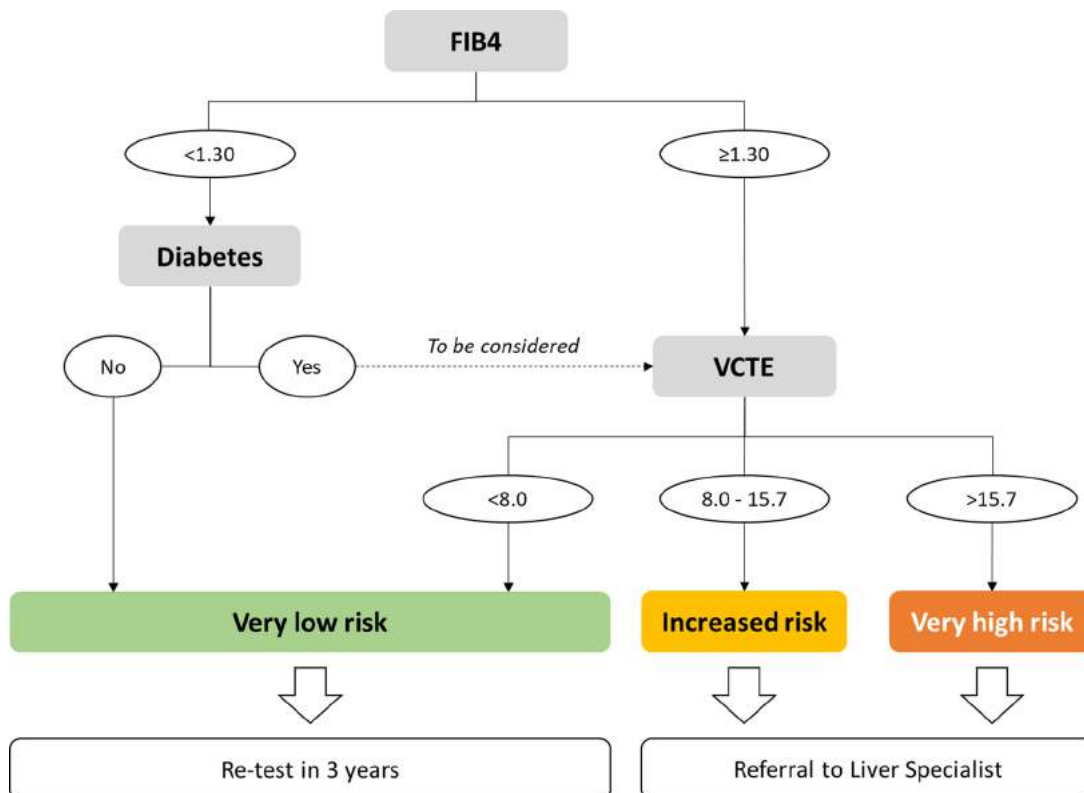 FIB4
<1.30
≥1.30
Diabetes
No
Yes
To be considered
VCTE
<8.0
8.0 - 15.7
>15.7
Very low risk
Increased risk
Very high risk
Re-test in 3 years
Referral to Liver Specialist